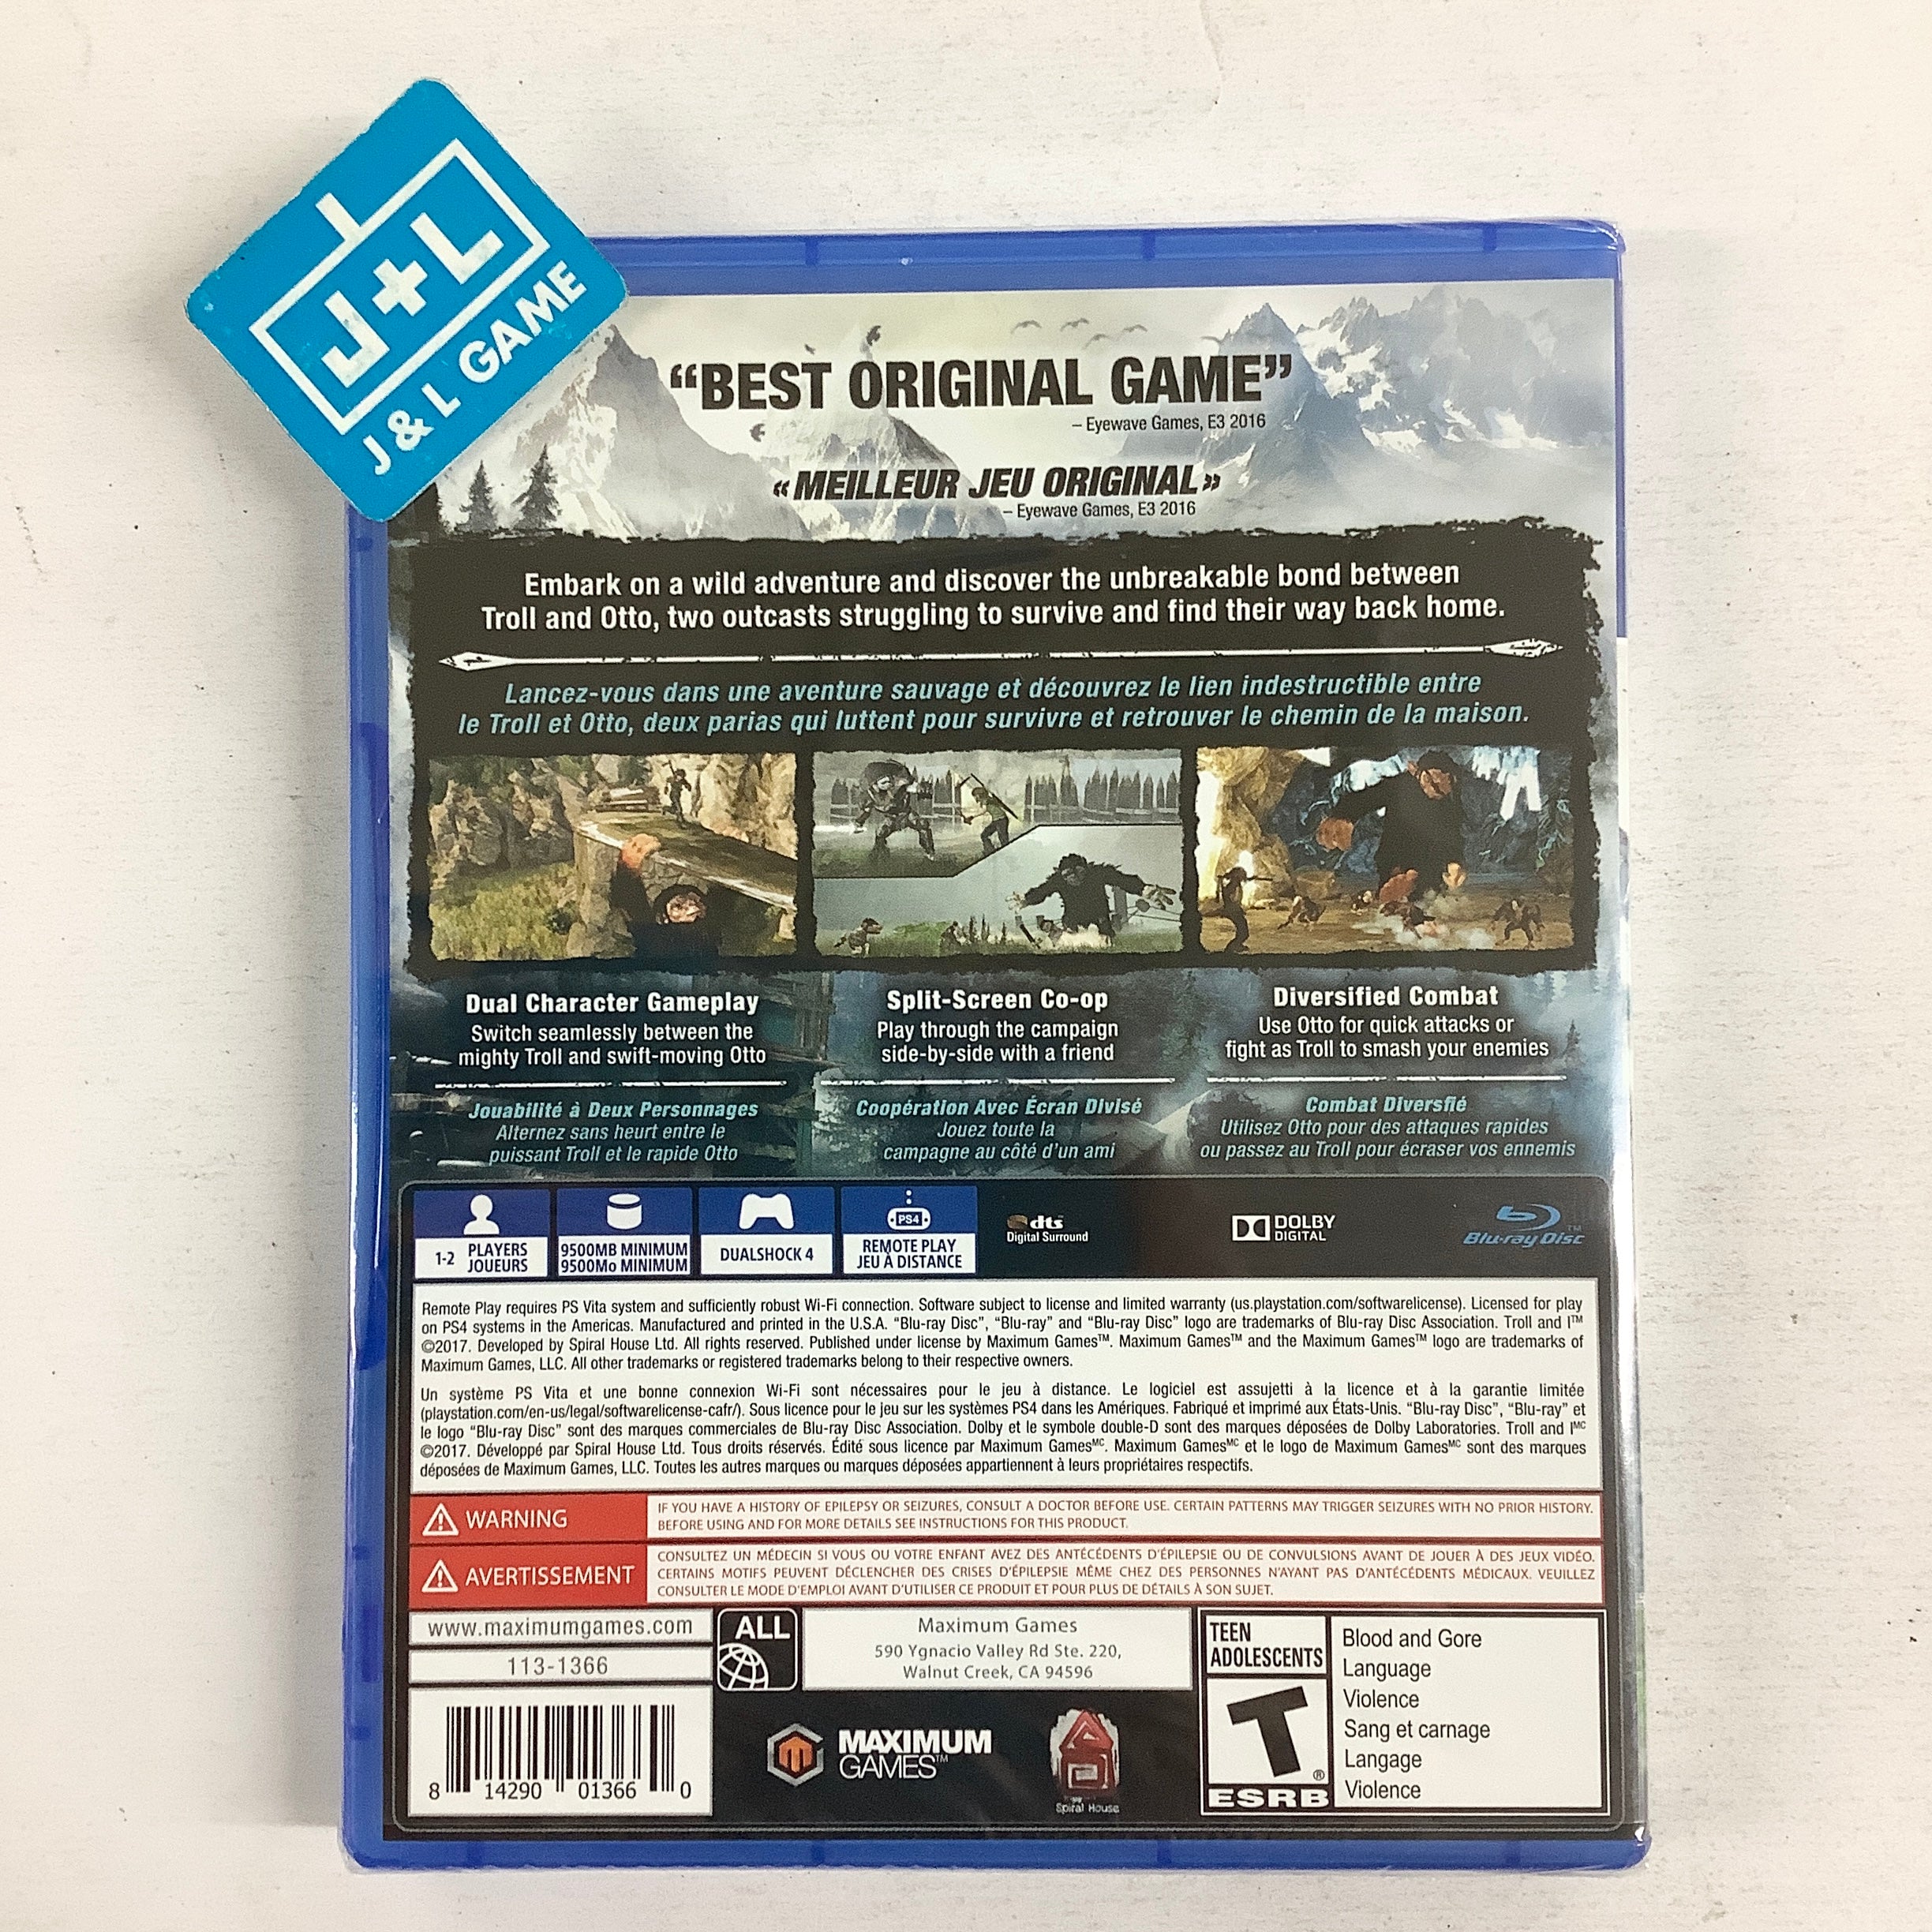 J+L
J & L GAME
“BEST ORIGINAL GAME”
– Eyewave Games, E3 2016
«MEILLEUR JEU ORIGINAL»
– Eyewave Games, E3 2016
Embark on a wild adventure and discover the unbreakable bond between
Troll and Otto, two outcasts struggling to survive and find their way back home.
Lancez-vous dans une aventure sauvage et découvrez le lien indestructible entre
le Troll et Otto, deux parias qui luttent pour survivre et retrouver le chemin de la maison.
Dual Character Gameplay
Switch seamlessly between the
mighty Troll and swift-moving Otto
Jouabilité à Deux Personnages
Alternez sans heurt entre le
puissant Troll et le rapide Otto
Split-Screen Co-op
Play through the campaign
side-by-side with a friend
Coopération Avec Écran Divisé
Jouez toute la
campagne au côté d'un ami
Diversified Combat
Use Otto for quick attacks or
fight as Troll to smash your enemies
Combat Diversfié
Utilisez Otto pour des attaques rapides
ou passez au Troll pour écraser vos ennemis
1-2 PLAYERS
JOUEURS
9500MB MINIMUM
9500Mo MINIMUM
DUALSHOCK 4
PS4
REMOTE PLAY
JEU À DISTANCE
dts
Digital Surround
DOLBY
DIGITAL
Blu-ray Disc™
Remote Play requires PS Vita system and sufficiently robust Wi-Fi connection. Software subject to license and limited warranty (us.playstation.com/softwarelicense). Licensed for play
on PS4 systems in the Americas. Manufactured and printed in the U.S.A. “Blu-ray Disc”, “Blu-ray” and “Blu-ray Disc” logo are trademarks of Blu-ray Disc Association. Troll and I™
©2017. Developed by Spiral House Ltd. All rights reserved. Published under license by Maximum Games™. Maximum Games™ and the Maximum Games™ logo are trademarks of
Maximum Games, LLC. All other trademarks or registered trademarks belong to their respective owners.
Un système PS Vita et une bonne connexion Wi-Fi sont nécessaires pour le jeu à distance. Le logiciel est assujetti à la licence et à la garantie limitée
(playstation.com/en-us/legal/softwarelicense-cafr/). Sous licence pour le jeu sur les systèmes PS4 dans les Amériques. Fabriqué et imprimé aux États-Unis. “Blu-ray Disc”, “Blu-ray” et
le logo “Blu-ray Disc” sont des marques commerciales de Blu-ray Disc Association. Dolby et le symbole double-D sont des marques déposées de Dolby Laboratories. Troll and I MC
©2017. Développé par Spiral House Ltd. Tous droits réservés. Édité sous licence par Maximum Games MC. Maximum Games MC et le logo de Maximum Games MC sont des marques
déposées de Maximum Games, LLC. Toutes les autres marques ou marques déposées appartiennent à leurs propriétaires respectifs.
WARNING
IF YOU HAVE A HISTORY OF EPILEPSY OR SEIZURES, CONSULT A DOCTOR BEFORE USE. CERTAIN PATTERNS MAY TRIGGER SEIZURES WITH NO PRIOR HISTORY.
BEFORE USING AND FOR MORE DETAILS SEE INSTRUCTIONS FOR THIS PRODUCT.
AVERTISSEMENT
CONSULTEZ UN MÉDECIN SI VOUS OU VOTRE ENFANT AVEZ DES ANTÉCÉDENTS D'ÉPILEPSIE OU DE CONVULSIONS AVANT DE JOUER À DES JEUX VIDÉO.
CERTAINS MOTIFS PEUVENT DÉCLENCHER DES CRISES D'ÉPILEPSIE MÊME CHEZ DES PERSONNES N'AYANT PAS D'ANTÉCÉDENTS MÉDICAUX. VEUILLEZ
CONSULTER LE MODE D'EMPLOI AVANT D'UTILISER CE PRODUIT ET POUR PLUS DE DÉTAILS À SON SUJET.
www.maximumgames.com
113-1366
8 14290 01366 0
ALL
Maximum Games
590 Ygnacio Valley Rd Ste. 220,
Walnut Creek, CA 94596
MAXIMUM
GAMES™
Spiral House
TEEN
ADOLESCENTS
T®
ESRB
Blood and Gore
Language
Violence
Sang et carnage
Langage
Violence